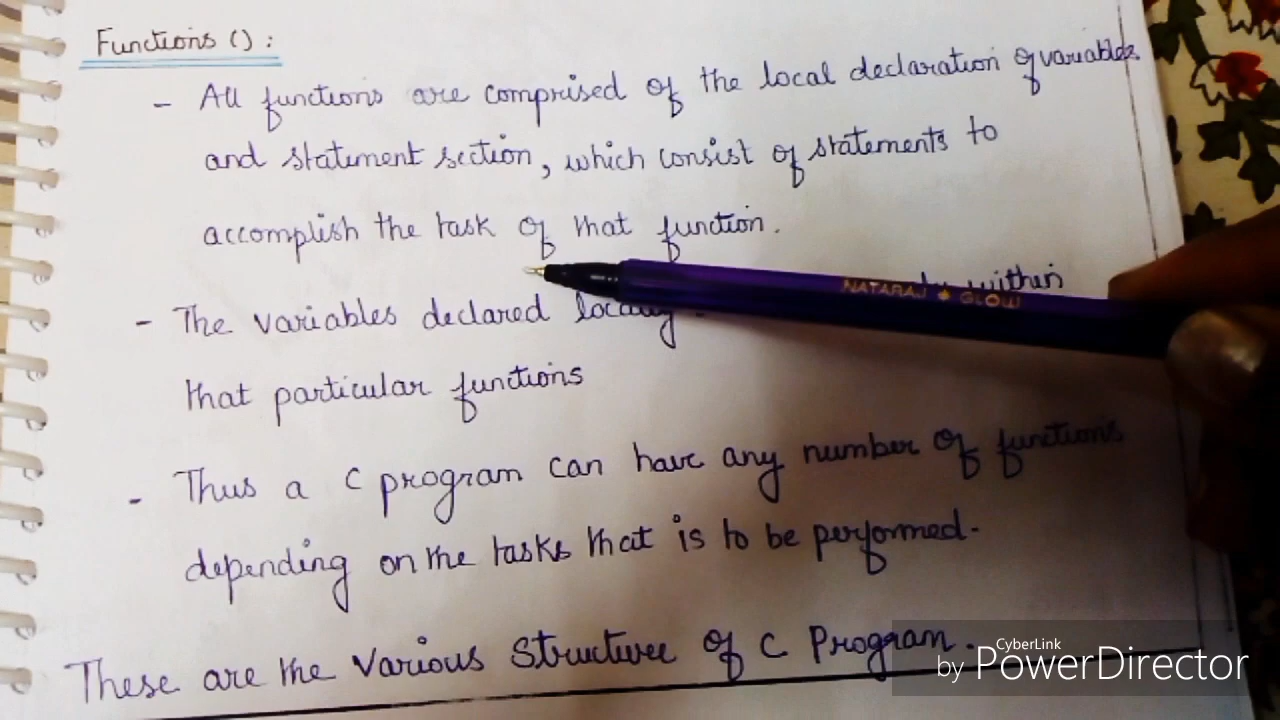 Functions () :
- All functions are comprised of the local declaration of variables
and statement section, which consist of statements to
accomplish the task of that function.
- The variables declared locally within
that particular functions
- Thus a C program can have any number of functions
depending on the tasks that is to be performed.
These are the various structure of C Program.
NATARAJ GLOW
CyberLink
by PowerDirector